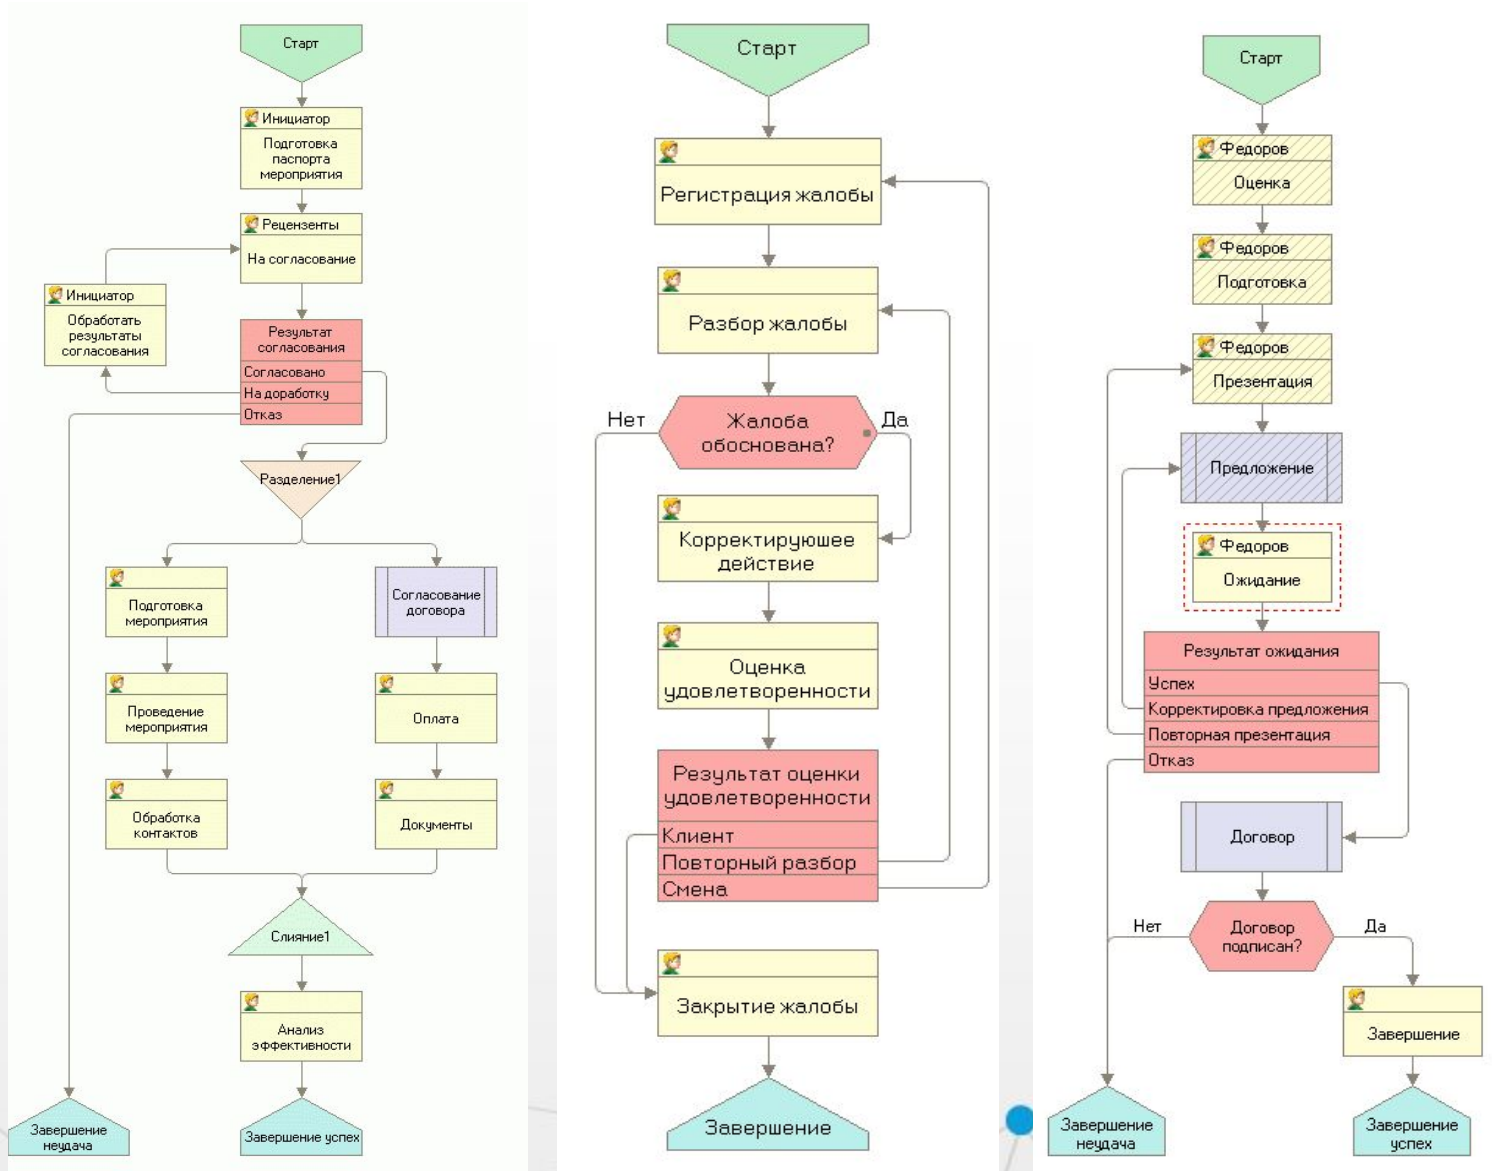 Старт
Инициатор
Подготовка
паспорта
мероприятия
Рецензенты
На согласование
Инициатор
Обработать
результаты
согласования
Результат
согласования
Согласовано
На доработку
Отказ
Разделение1
Подготовка
мероприятия
Согласование
договора
Проведение
мероприятия
Оплата
Обработка
контактов
Документы
Слияние1
Анализ
эффективности
Завершение
неудача
Завершение успех
Старт
Регистрация жалобы
Разбор жалобы
Нет
Жалоба
обоснована?
Да
Корректируюшее
действие
Оценка
удовлетворенности
Результат оценки
удовлетворенности
Клиент
Повторный разбор
Смена
Закрытие жалобы
Завершение
Старт
Федоров
Оценка
Федоров
Подготовка
Федоров
Презентация
Предложение
Федоров
Ожидание
Результат ожидания
Успех
Корректировка предложения
Повторная презентация
Отказ
Договор
Нет
Договор
подписан?
Да
Завершение
Завершение
неудача
Завершение
успех